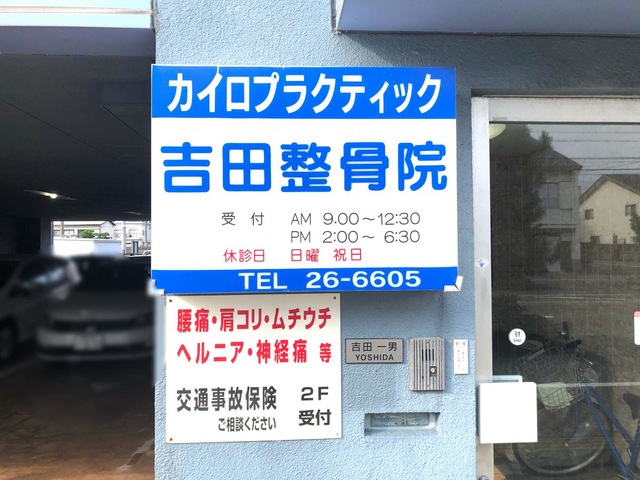 カイロプラクティック
吉田整骨院
受付 AM 9.00～12:30
PM 2:00～6:30
休診日 日曜 祝日
TEL 26-6605
腰痛・肩コリ・ムチウチ
ヘルニア・神経痛 等
交通事故保険 2F
ご相談ください 受付
吉田 一男
YOSHIDA